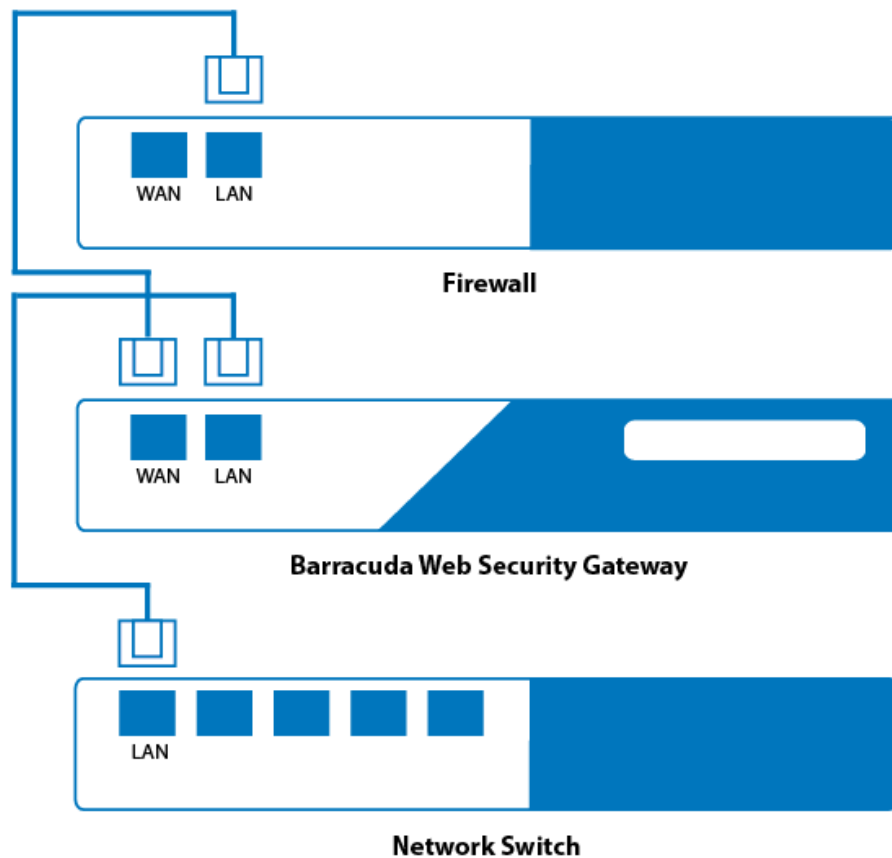 WAN LAN
Firewall
WAN LAN
Barracuda Web Security Gateway
LAN
Network Switch